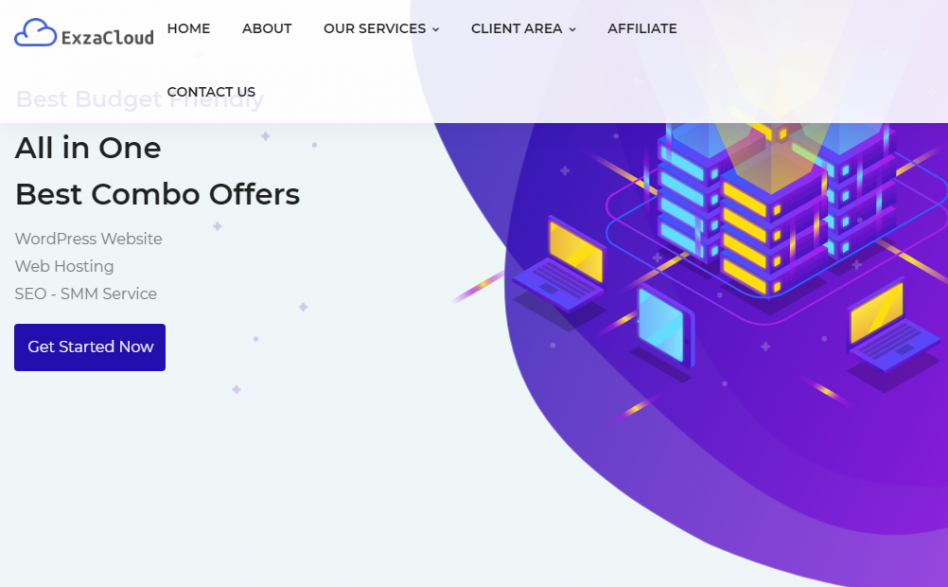 ExzaCloud
HOME ABOUT OUR SERVICES CLIENT AREA AFFILIATE
CONTACT US
Best Budget Friendly
All in One
Best Combo Offers
WordPress Website
Web Hosting
SEO - SMM Service
Get Started Now